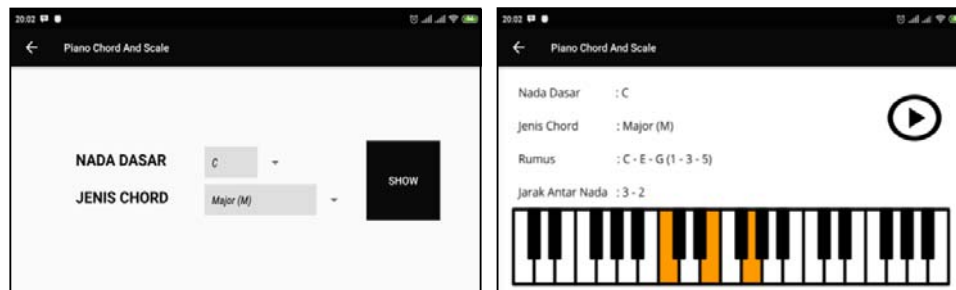 20:02
Piano Chord And Scale
NADA DASAR
C
JENIS CHORD
Major (M)
SHOW
20:02
Piano Chord And Scale
Nada Dasar : C
Jenis Chord : Major (M)
Rumus : C - E - G (1 - 3 - 5)
Jarak Antar Nada : 3 - 2